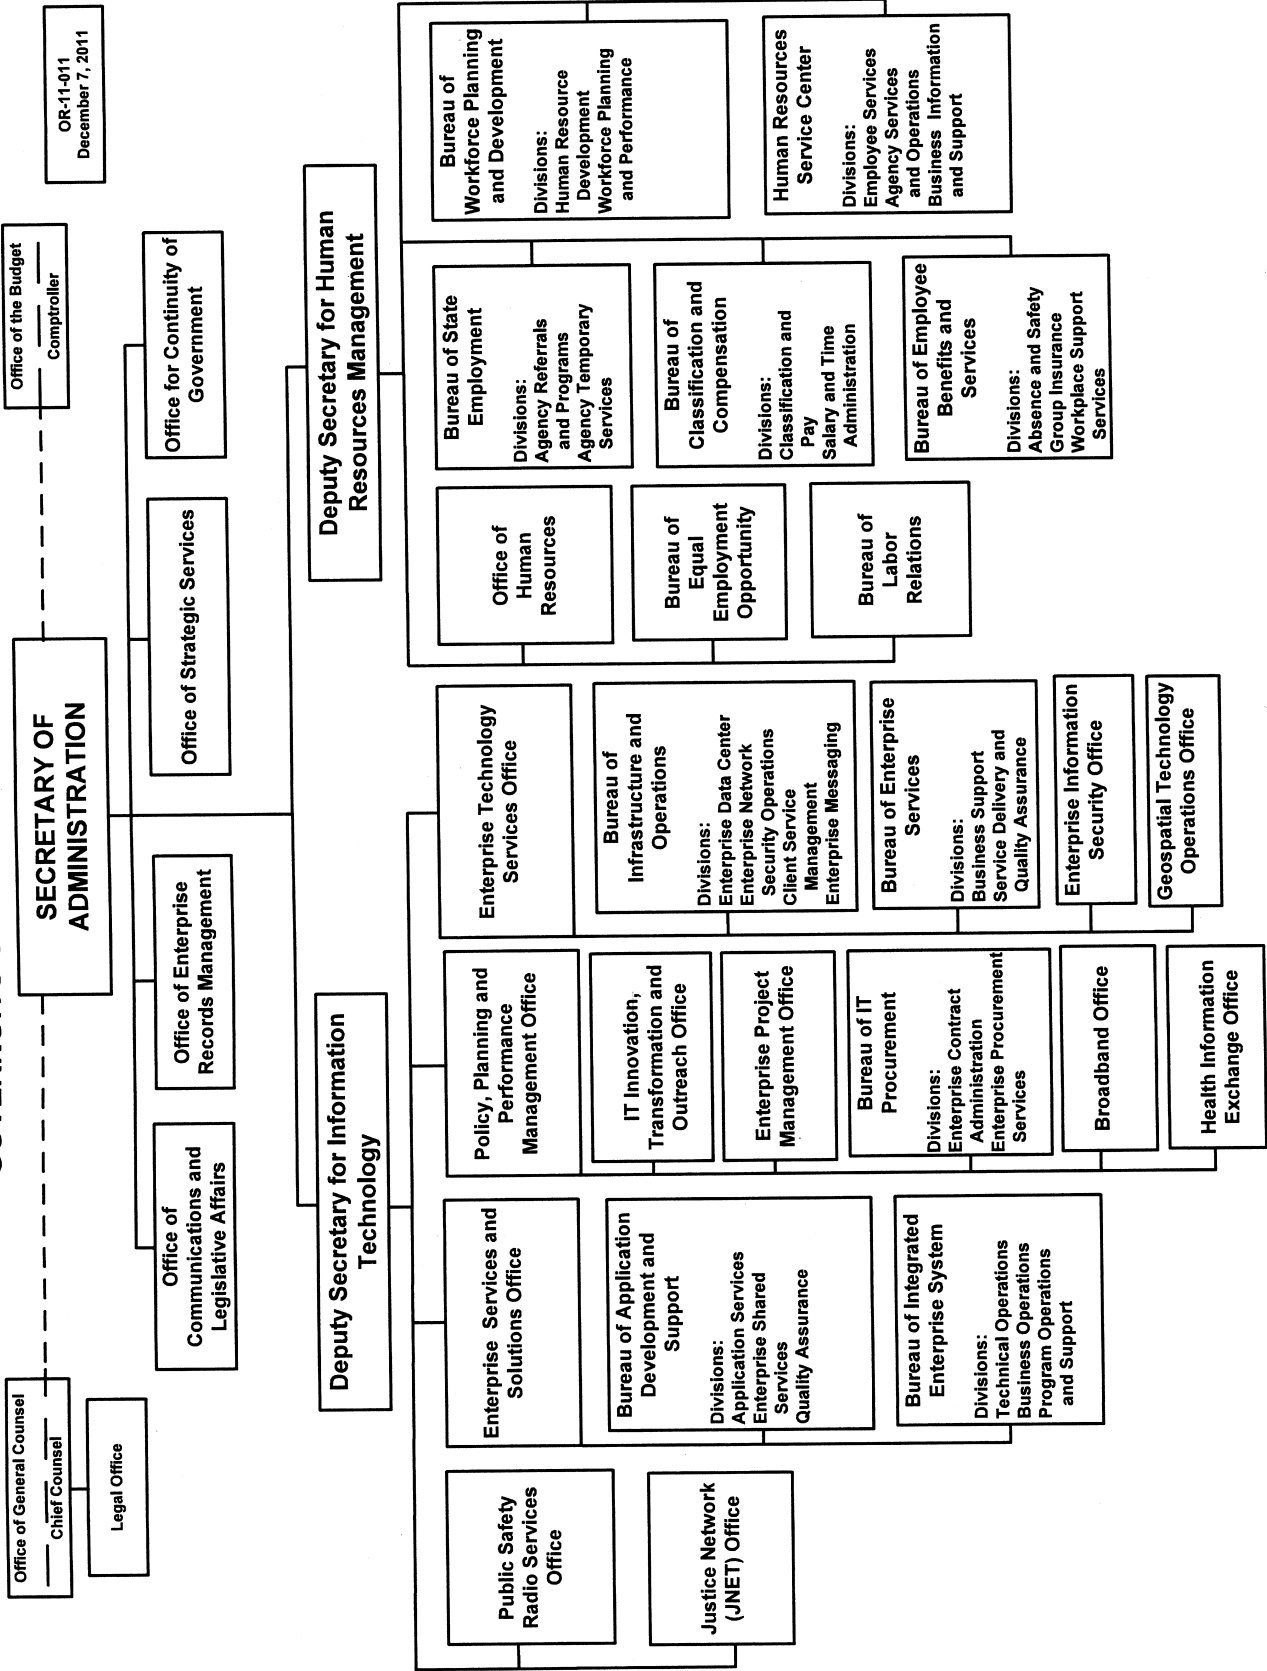 OR-11-011
December 7, 2011
Office of General Counsel
Chief Counsel
Legal Office
SECRETARY OF
ADMINISTRATION
Office of the Budget
Comptroller
Office of
Communications and
Legislative Affairs
Office of Enterprise
Records Management
Office of Strategic Services
Office for Continuity of
Government
Deputy Secretary for Information
Technology
Deputy Secretary for Human
Resources Management
Public Safety
Radio Services
Office
Justice Network
(JNET) Office
Enterprise Services and
Solutions Office
Bureau of Application
Development and
Support
Divisions:
Application Services
Enterprise Shared
Services
Quality Assurance
Bureau of Integrated
Enterprise System
Divisions:
Technical Operations
Business Operations
Program Operations
and Support
Policy, Planning and
Performance
Management Office
IT Innovation,
Transformation and
Outreach Office
Enterprise Project
Management Office
Bureau of IT
Procurement
Divisions:
Enterprise Contract
Administration
Enterprise Procurement
Services
Broadband Office
Health Information
Exchange Office
Enterprise Technology
Services Office
Bureau of
Infrastructure and
Operations
Divisions:
Enterprise Data Center
Enterprise Network
Security Operations
Client Service
Management
Enterprise Messaging
Bureau of Enterprise
Services
Divisions:
Business Support
Service Delivery and
Quality Assurance
Enterprise Information
Security Office
Geospatial Technology
Operations Office
Office of
Human
Resources
Bureau of
Equal
Employment
Opportunity
Bureau of
Labor
Relations
Bureau of State
Employment
Divisions:
Agency Referrals
and Programs
Agency Temporary
Services
Bureau of
Classification and
Compensation
Divisions:
Classification and
Pay
Salary and Time
Administration
Bureau of Employee
Benefits and
Services
Divisions:
Absence and Safety
Group Insurance
Workplace Support
Services
Bureau of
Workforce Planning
and Development
Divisions:
Human Resource
Development
Workforce Planning
and Performance
Human Resources
Service Center
Divisions:
Employee Services
Agency Services
and Operations
Business Information
and Support